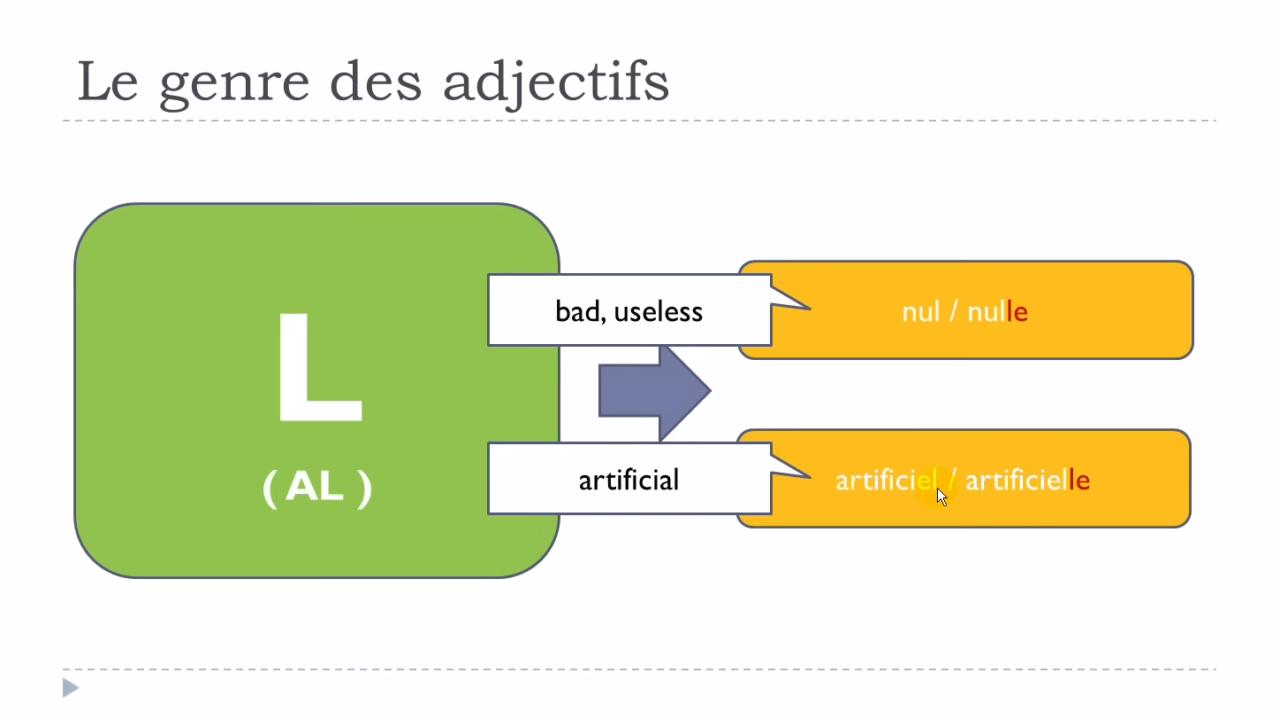 Le genre des adjectifs
L
( AL )
bad, useless
nul / nulle
artificial
artificiel / artificielle